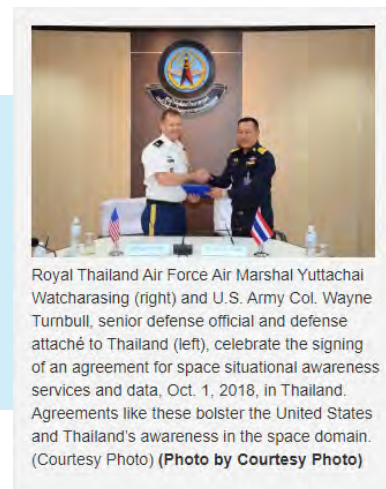 Royal Thailand Air Force Air Marshal Yuttachai
Watcharasing (right) and U.S. Army Col. Wayne
Turnbull, senior defense official and defense
attaché to Thailand (left), celebrate the signing
of an agreement for space situational awareness
services and data, Oct. 1, 2018, in Thailand.
Agreements like these bolster the United States
and Thailand's awareness in the space domain.
(Courtesy Photo) (Photo by Courtesy Photo)